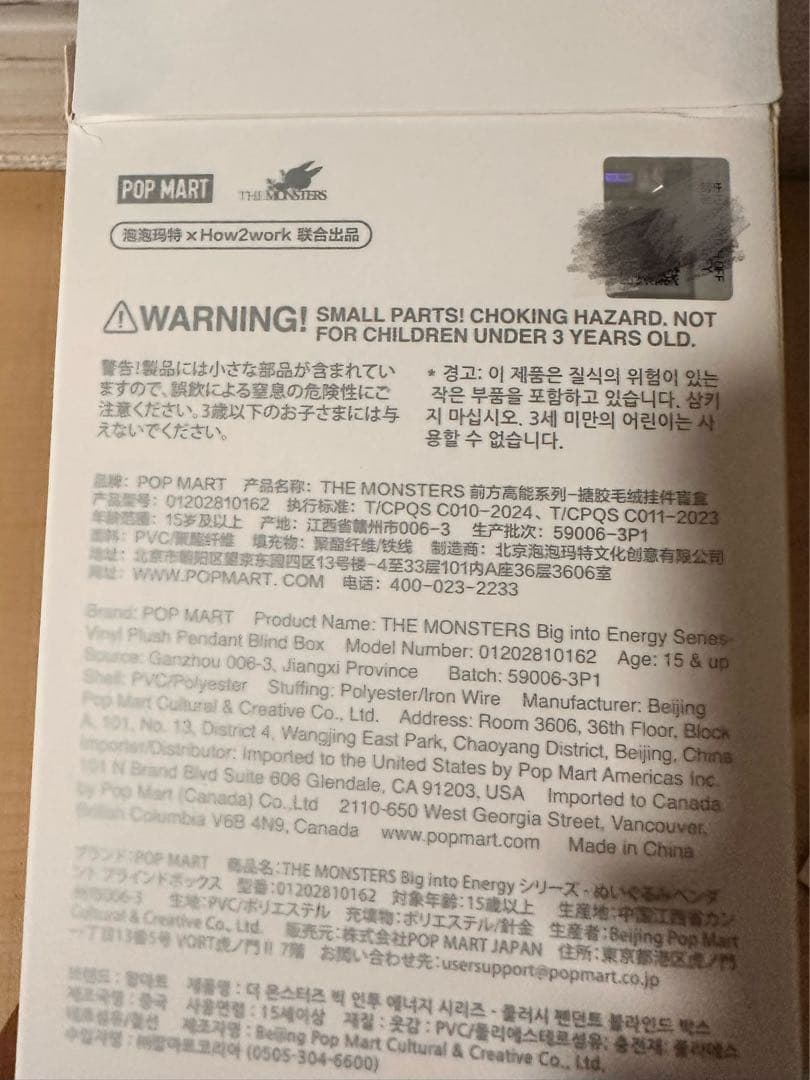 POP MART
THE MONSTERS
泡泡玛特×How2work 联合出品
WARNING! SMALL PARTS! CHOKING HAZARD. NOT
FOR CHILDREN UNDER 3 YEARS OLD.
警告!製品には小さな部品が含まれてい
ますので、誤飲による窒息の危険性にご
注意ください。3歳以下のお子さまには与
えないでください。
* 경고: 이 제품은 질식의 위험이 있는
작은 부품을 포함하고 있습니다. 삼키
지 마십시오. 3세 미만의 어린이는 사
용할 수 없습니다.
品牌: POP MART 产品名称: THE MONSTERS 前方高能系列-搪胶毛绒挂件盲盒
产品型号: 01202810162 执行标准: T/CPQS C010-2024、T/CPQS C011-2023
年龄范围: 15岁及以上 产地: 江西省赣州市006-3 生产批次: 59006-3P1
面料: PVC/聚酯纤维 填充物: 聚酯纤维/铁线 制造商: 北京泡泡玛特文化创意有限公司
地址: 北京市朝阳区望京东园四区13号楼-4至33层101内A座36层3606室
网址: WWW.POPMART.COM 电话: 400-023-2233
Brand: POP MART Product Name: THE MONSTERS Big into Energy Series-
Vinyl Plush Pendant Blind Box Model Number: 01202810162 Age: 15 & up
Source: Ganzhou 006-3, Jiangxi Province Batch: 59006-3P1
Shell: PVC/Polyester Stuffing: Polyester/Iron Wire Manufacturer: Beijing
Pop Mart Cultural & Creative Co., Ltd. Address: Room 3606, 36th Floor, Block
A, 101, No. 13, District 4, Wangjing East Park, Chaoyang District, Beijing, China
Importer/Distributor: Imported to the United States by Pop Mart Americas Inc.
101 N Brand Blvd Suite 606 Glendale, CA 91203, USA Imported to Canada
by Pop Mart (Canada) Co.,Ltd 2110-650 West Georgia Street, Vancouver,
British Columbia V6B 4N9, Canada www.popmart.com Made in China
ブランド:POP MART 商品名:THE MONSTERS Big into Energy シリーズ - ぬいぐるみペンダ
ント ブラインドボックス 型番:01202810162 対象年齢:15歳以上 生産地:中国江西省カン
006-3 生地:PVC/ポリエステル 充填物:ポリエステル/針金 生産者:Beijing Pop Mart
Cultural & Creative Co., Ltd. 販売元:株式会社POP MART JAPAN 住所:東京都港区虎ノ門
一丁目13番5号 VORT虎ノ門 II 7階 お問い合わせ先:usersupport@popmart.co.jp
브랜드 : 팝마트 제품명 : 더 몬스터즈 빅 인투 에너지 시리즈 - 플러시 펜던트 블라인드 박스
제조국명 : 중국 사용연령 : 15세이상 재질 : 겉감 : PVC/폴리에스테르섬유; 충전재: 폴리에스
테르섬유/철선 제조자명 : Beijing Pop Mart Cultural & Creative Co., Ltd.
수입자명 : ㈜팝마트코리아 (0505-304-6600)